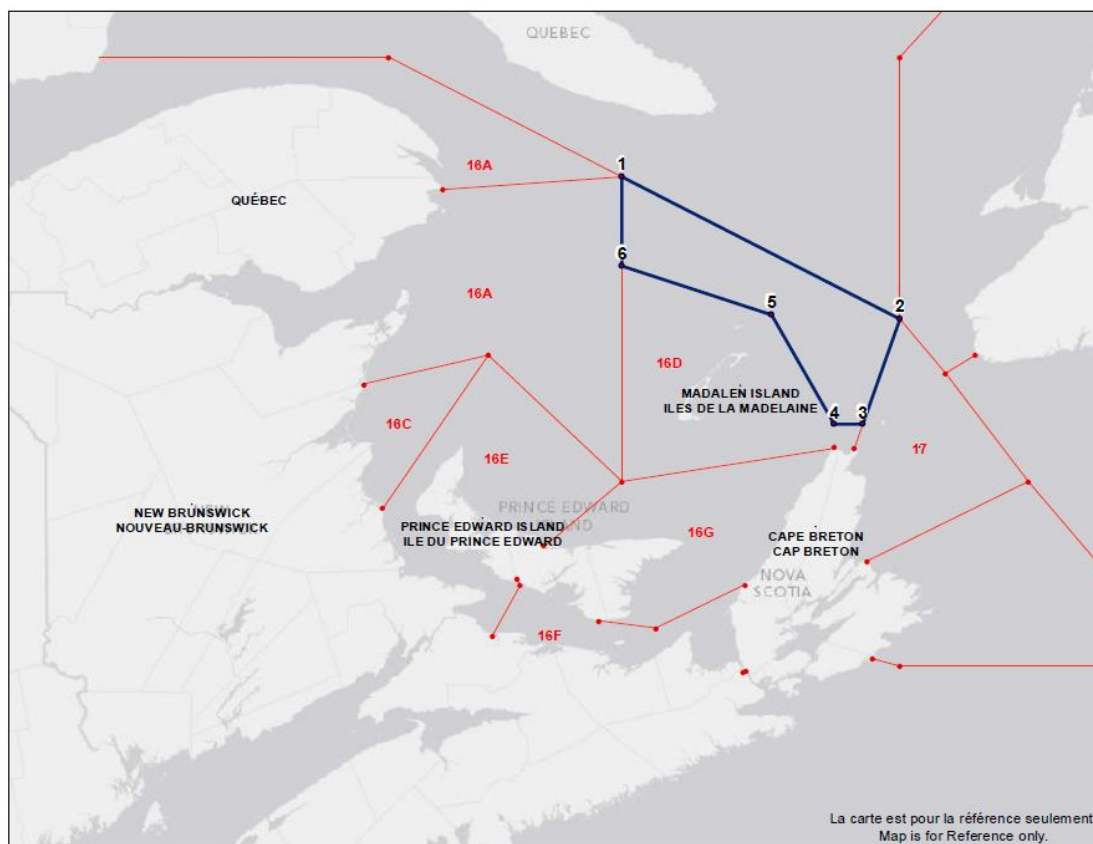 QUEBEC
1
16A
QUÉBEC
6
16A
5
2
16D
MADALEN ISLAND
ILES DE LA MADELAINE
4
3
16C
17
16E
NEW BRUNSWICK
NOUVEAU-BRUNSWICK
PRINCE EDWARD
PRINCE EDWARD ISLAND
ILE DU PRINCE EDWARD
16G
CAPE BRETON
CAP BRETON
NOVA
SCOTIA
16F
La carte est pour la référence seulement
Map is for Reference only.